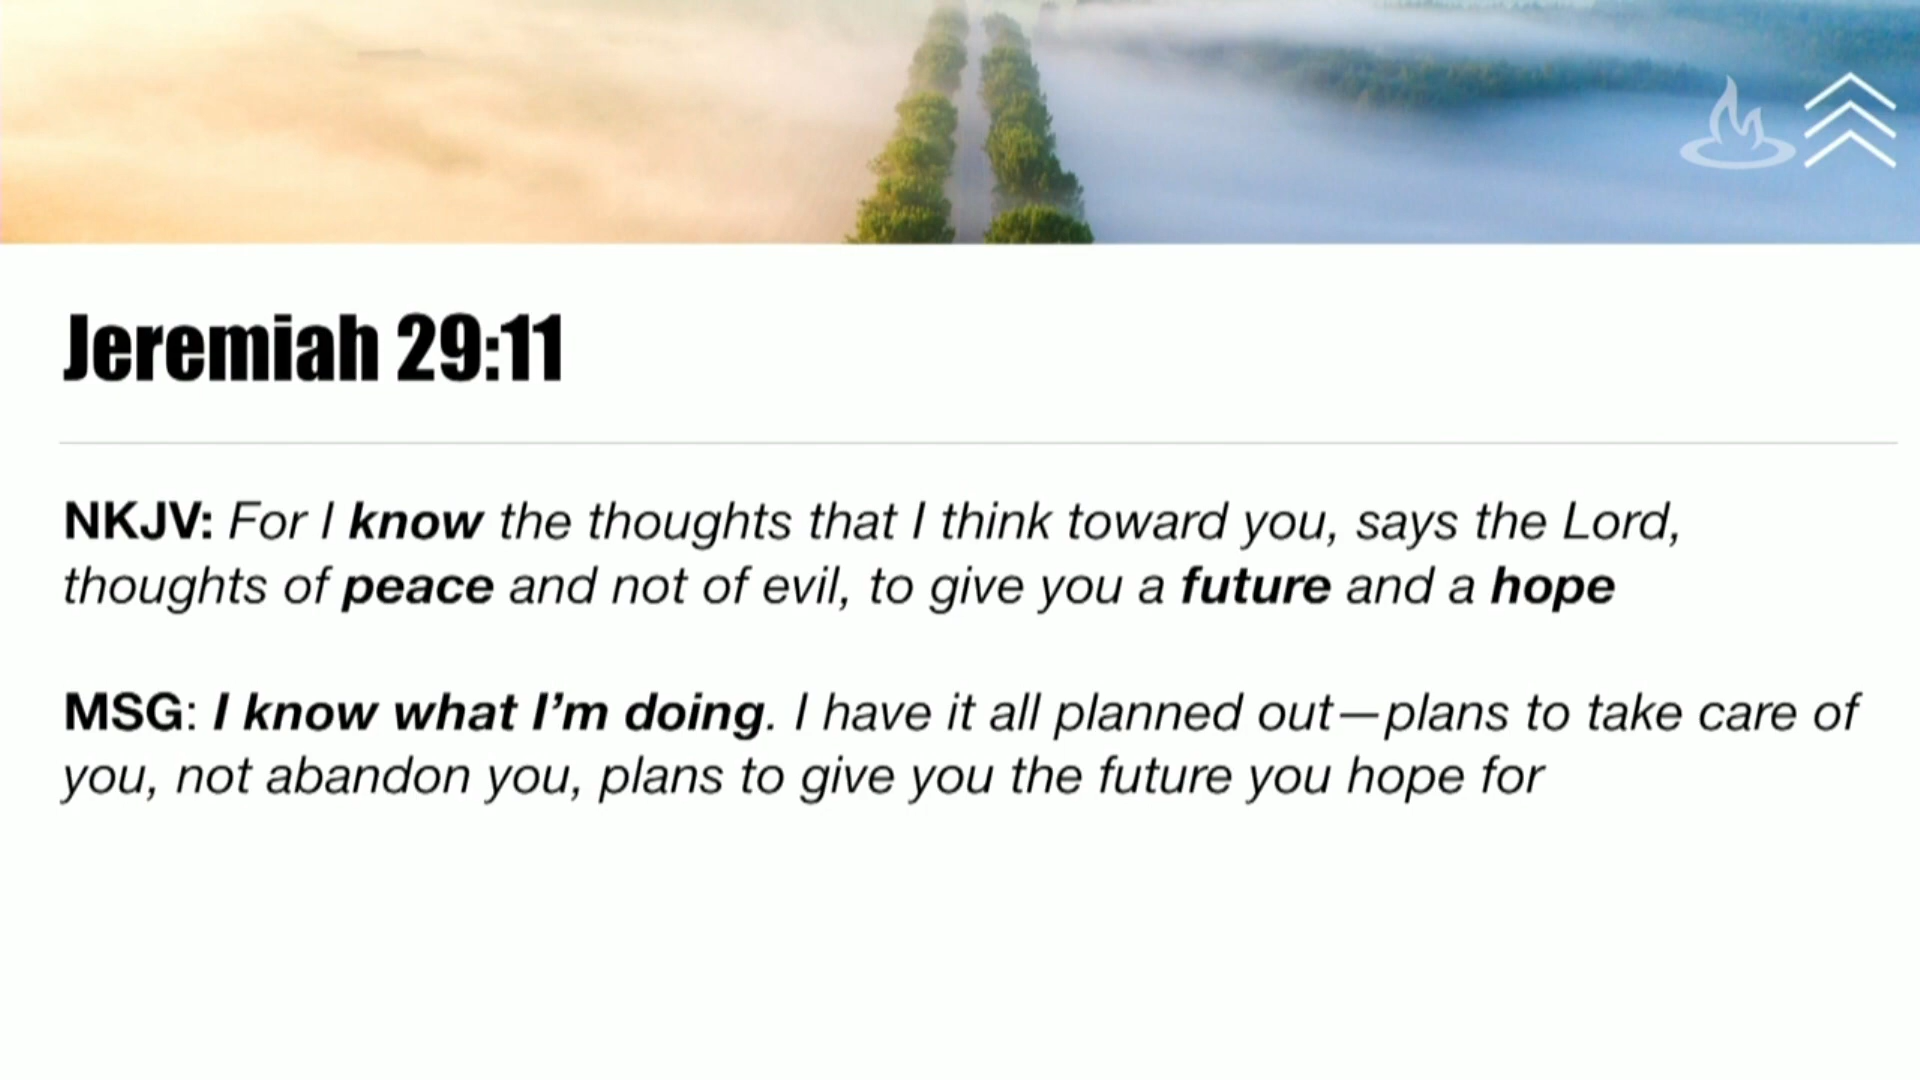 Jeremiah 29:11
NKJV: For I know the thoughts that I think toward you, says the Lord,
thoughts of peace and not of evil, to give you a future and a hope
MSG: I know what I’m doing. I have it all planned out—plans to take care of
you, not abandon you, plans to give you the future you hope for